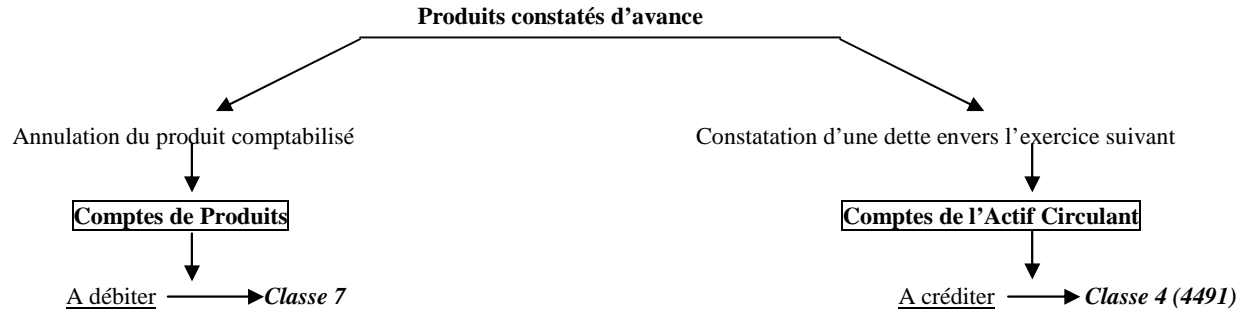 Produits constatés d’avance
Annulation du produit comptabilisé
Constatation d’une dette envers l’exercice suivant
Comptes de Produits
Comptes de l’Actif Circulant
A débiter
Classe 7
A créditer
Classe 4 (4491)